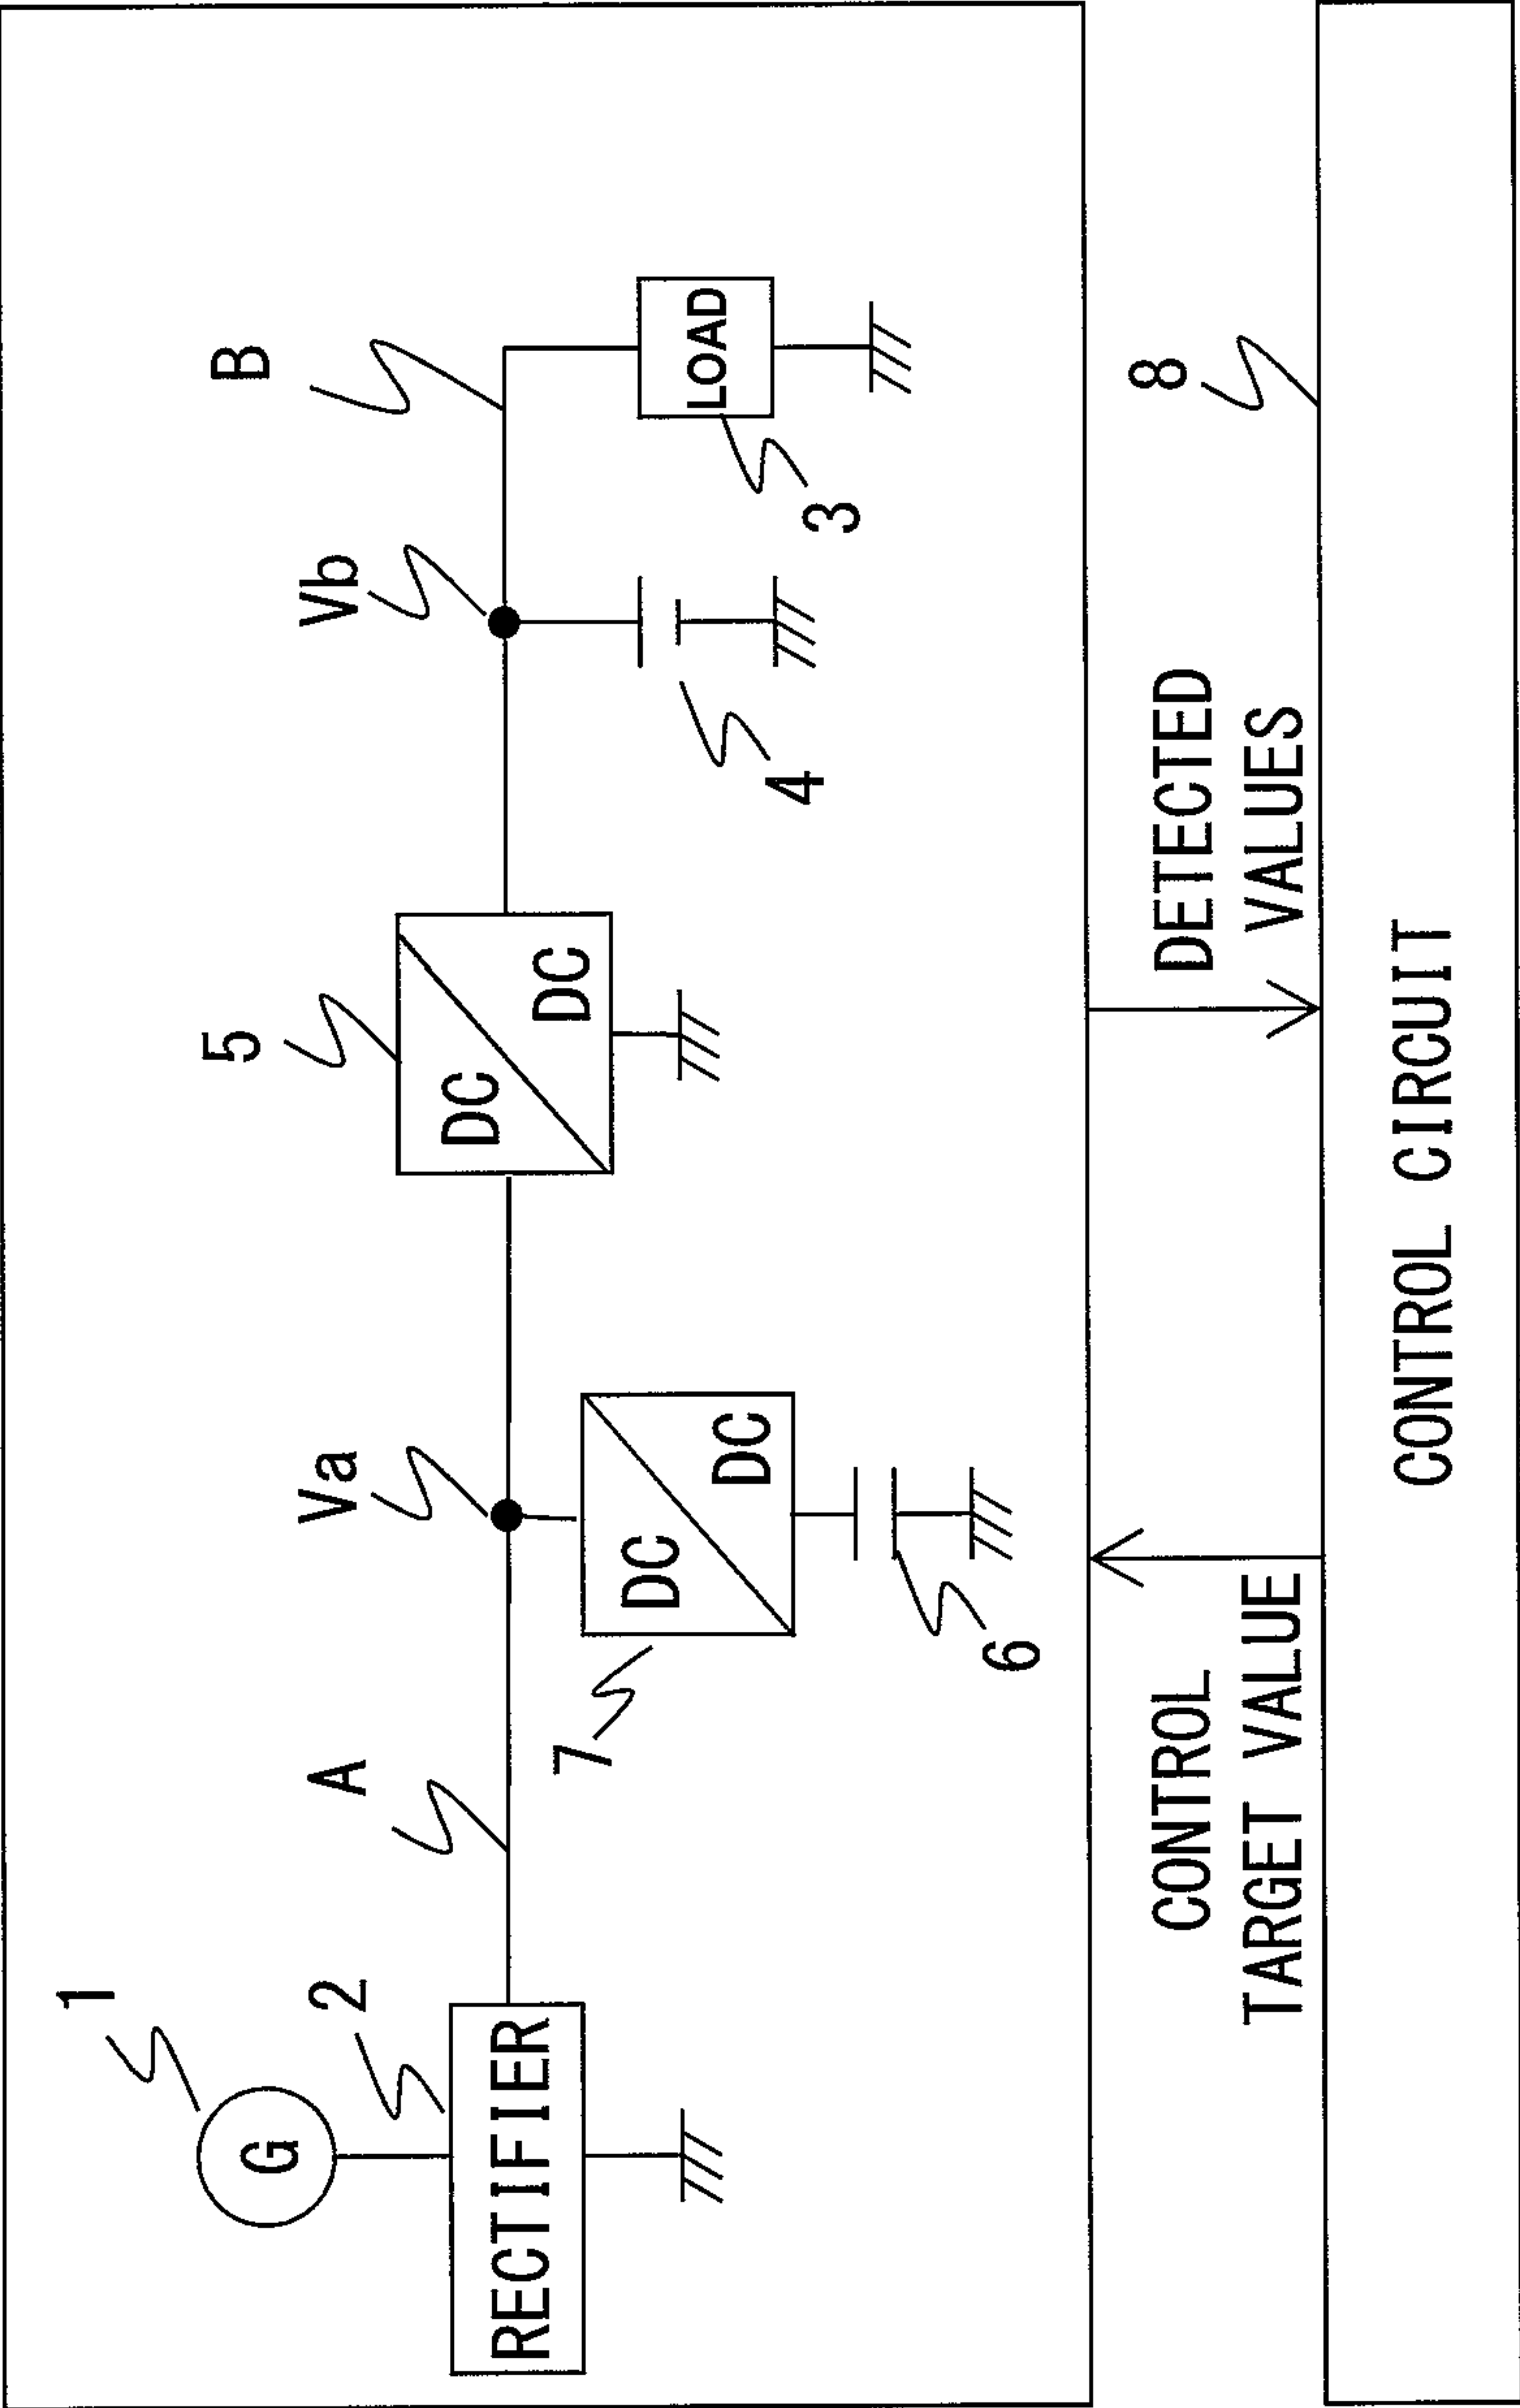 1
G
2
RECTIFIER
A
Va
7
DC
DC
6
5
DC
DC
Vb
4
B
LOAD
3
CONTROL
TARGET VALUE
DETECTED
VALUES
8
CONTROL CIRCUIT